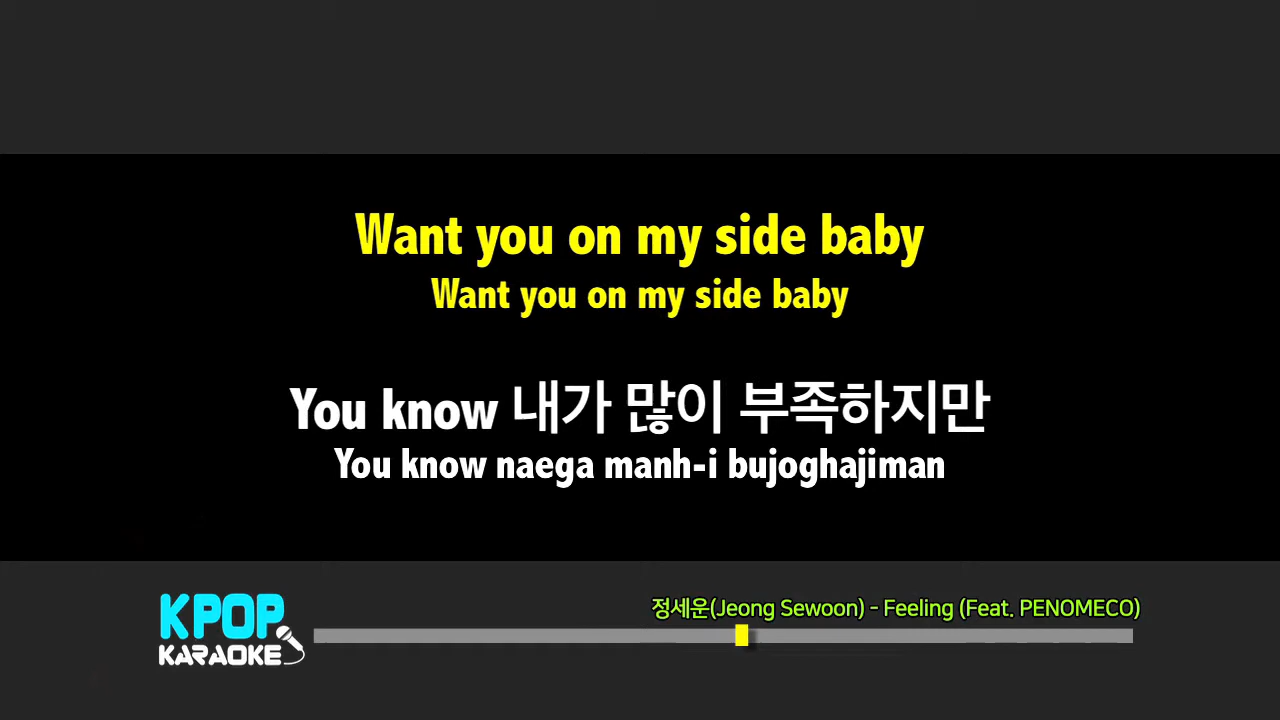 Want you on my side baby
Want you on my side baby
You know 내가 많이 부족하지만
You know naega manh-i bujoghajiman
정세운(Jeong Sewoon) - Feeling (Feat. PENOMECO)
KPOP
KARAOKE